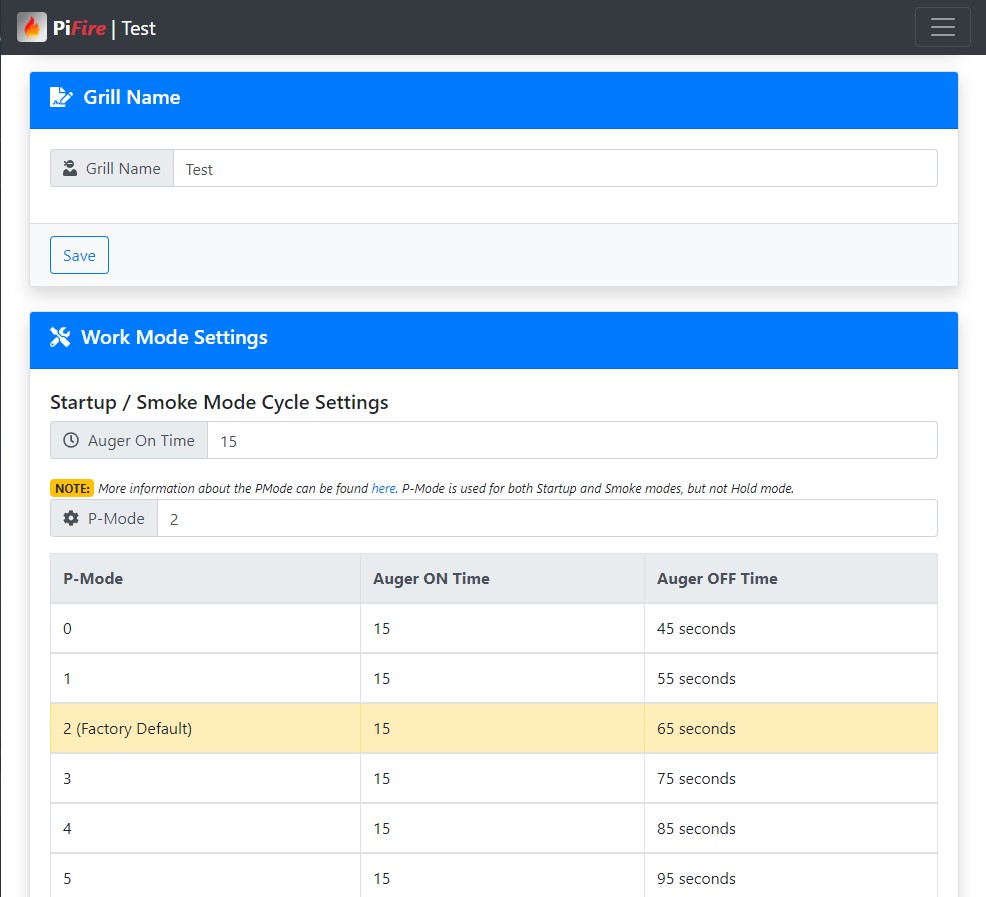 PiFire | Test
Grill Name
Grill Name Test
Save
Work Mode Settings
Startup / Smoke Mode Cycle Settings
Auger On Time 15
NOTE: More information about the PMode can be found here. P-Mode is used for both Startup and Smoke modes, but not Hold mode.
P-Mode 2
P-Mode Auger ON Time Auger OFF Time
0 15 45 seconds
1 15 55 seconds
2 (Factory Default) 15 65 seconds
3 15 75 seconds
4 15 85 seconds
5 15 95 seconds